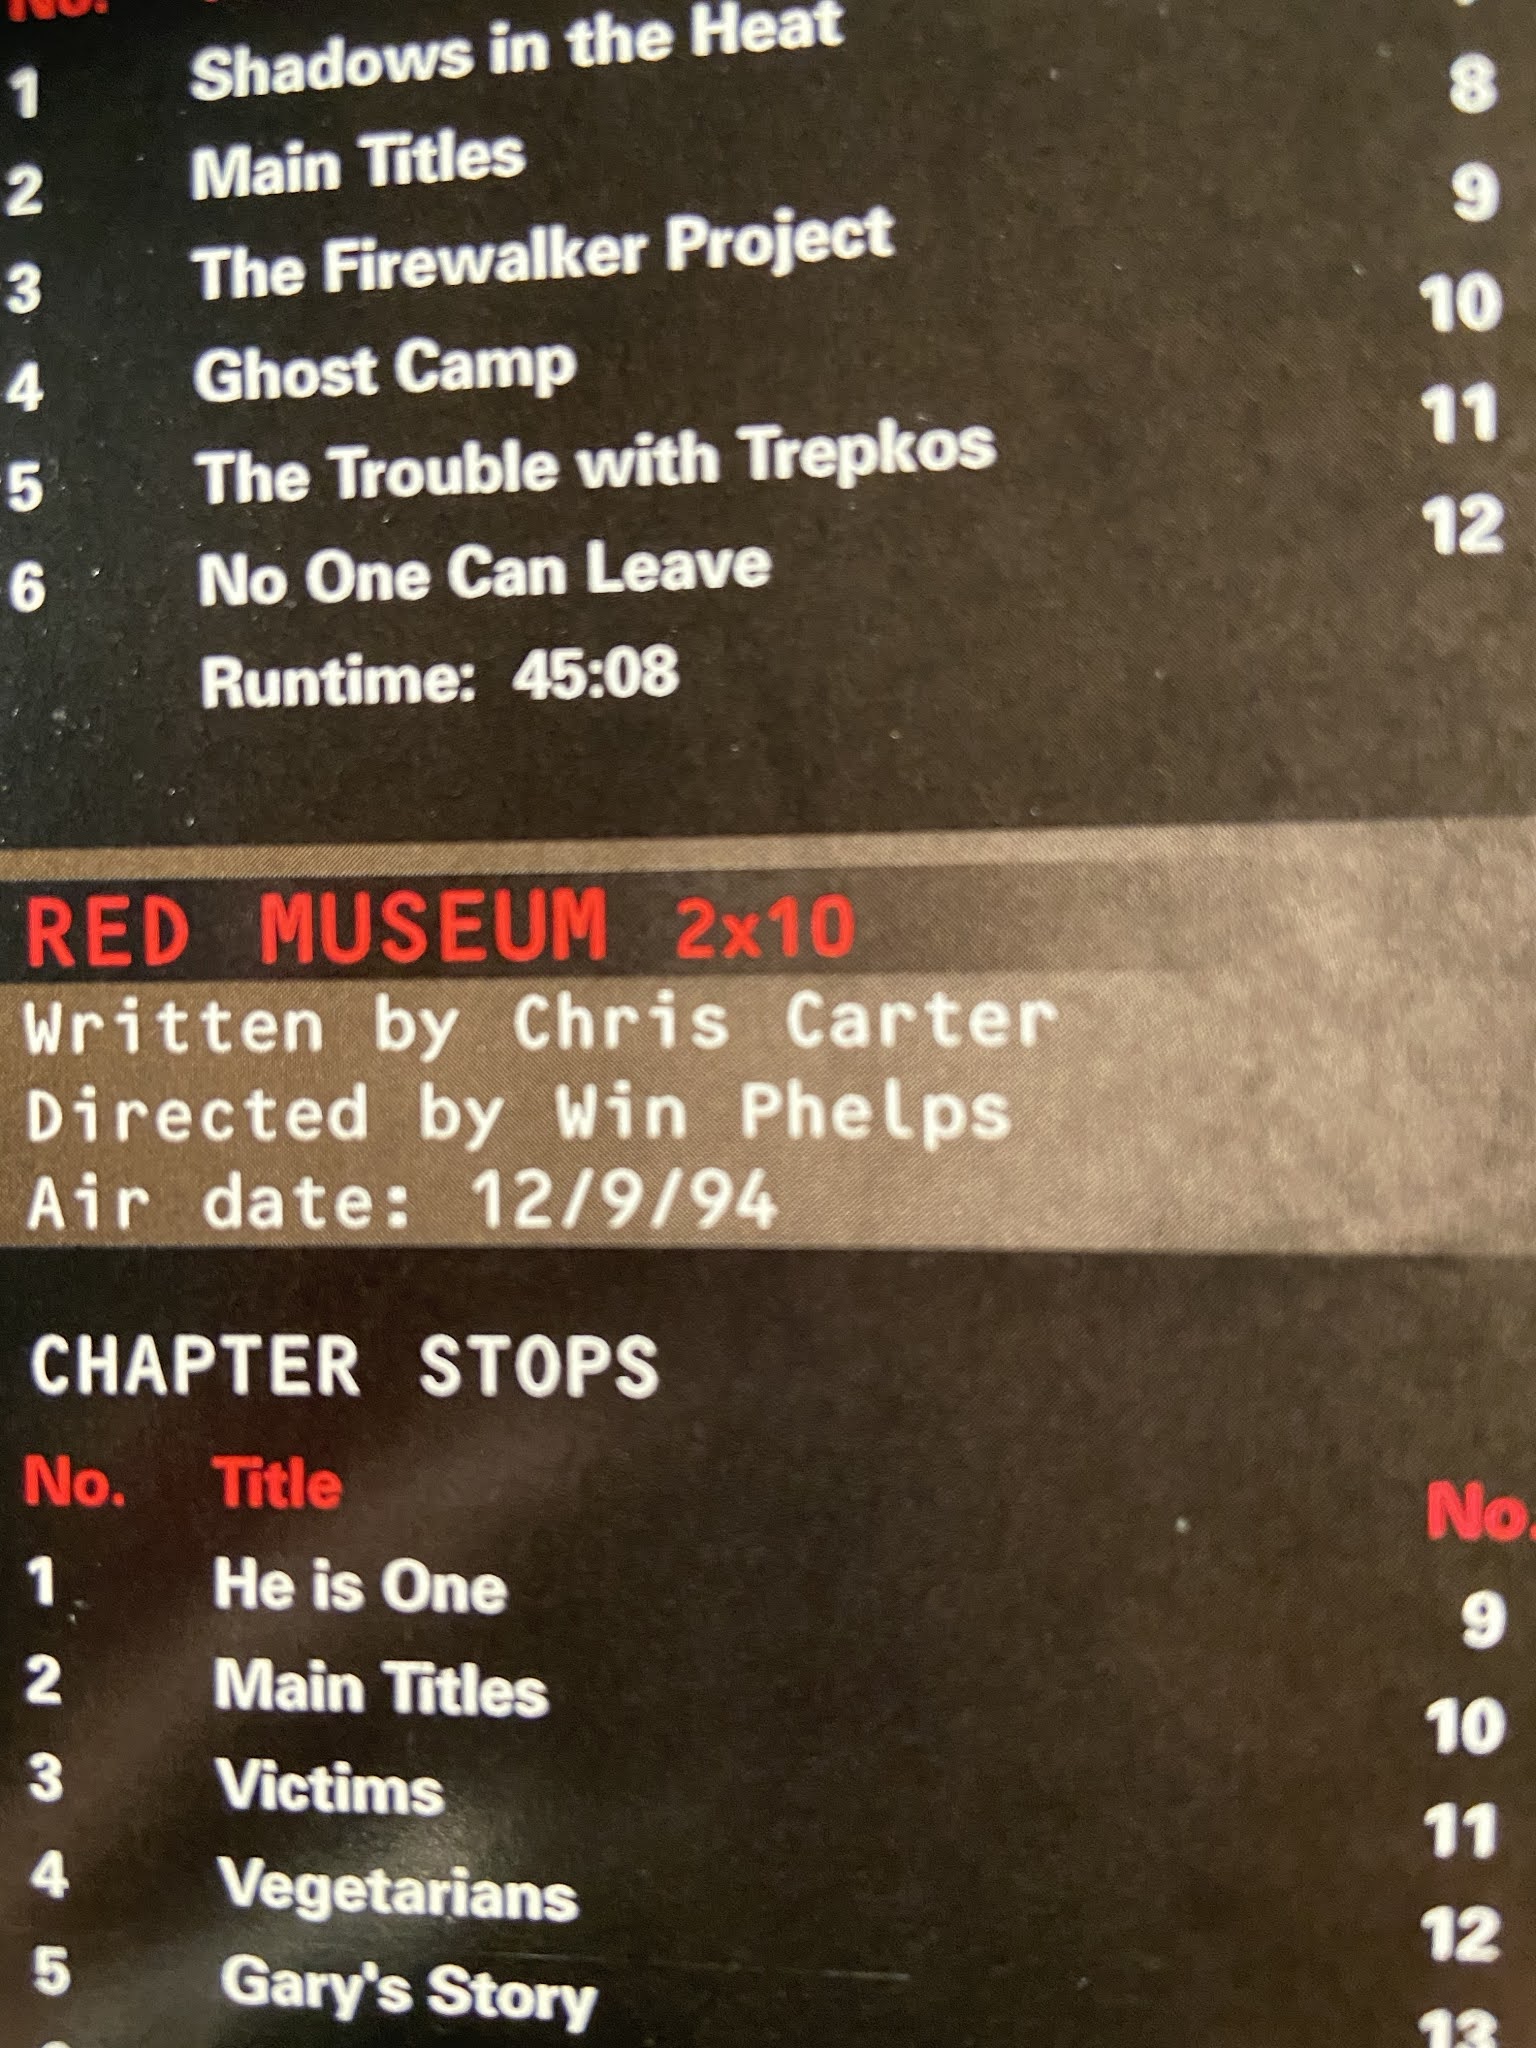 No.
1 Shadows in the Heat
2 Main Titles 8
3 The Firewalker Project 9
4 Ghost Camp 10
5 The Trouble with Trepkos 11
6 No One Can Leave 12
Runtime: 45:08
RED MUSEUM 2x10
Written by Chris Carter
Directed by Win Phelps
Air date: 12/9/94
CHAPTER STOPS
No. Title No.
1 He is One 9
2 Main Titles 10
3 Victims 11
4 Vegetarians 12
5 Gary's Story 13